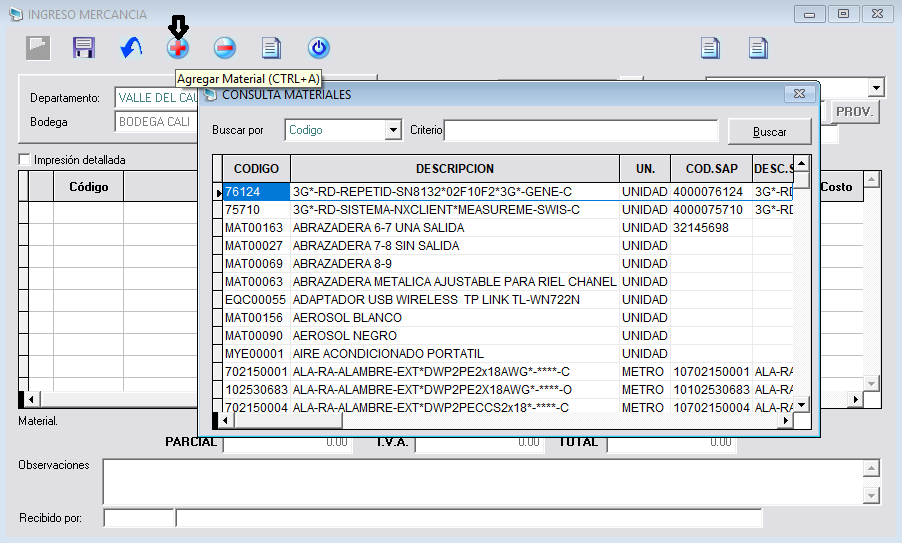 INGRESO MERCANCIA
Agregar Material (CTRL+A)
Departamento: VALLE DEL CAU
Bodega BODEGA CALI
PROV.
Impresión detallada
Código
Costo
CONSULTA MATERIALES
Buscar por Codigo Criterio Buscar
CODIGO DESCRIPCION UN. COD.SAP DESC.S
76124 3G*-RD-REPETID-SN8132*02F10F2*3G*-GENE-C UNIDAD 4000076124 3G*-RD
75710 3G*-RD-SISTEMA-NXCLIENT*MEASUREME-SWIS-C UNIDAD 4000075710 3G*-RD
MAT00163 ABRAZADERA 6-7 UNA SALIDA UNIDAD 32145698
MAT00027 ABRAZADERA 7-8 SIN SALIDA UNIDAD
MAT00069 ABRAZADERA 8-9 UNIDAD
MAT00063 ABRAZADERA METALICA AJUSTABLE PARA RIEL CHANEL UNIDAD
EQC00055 ADAPTADOR USB WIRELESS TP LINK TL-WN722N UNIDAD
MAT00156 AEROSOL BLANCO UNIDAD
MAT00090 AEROSOL NEGRO UNIDAD
MYE00001 AIRE ACONDICIONADO PORTATIL UNIDAD
702150001 ALA-RA-ALAMBRE-EXT*DWP2PE2x18AWG*-****-C METRO 10702150001 ALA-RA
102530683 ALA-RA-ALAMBRE-EXT*DWP2PE2X18AWG*-****-O METRO 10102530683 ALA-RA
702150004 ALA-RA-ALAMBRE-EXT*DWP2PECCS2x18*-****-C METRO 10702150004 ALA-RA
Material.
PARCIAL 0.00 I.V.A. 0.00 TOTAL 0.00
Observaciones
Recibido por: